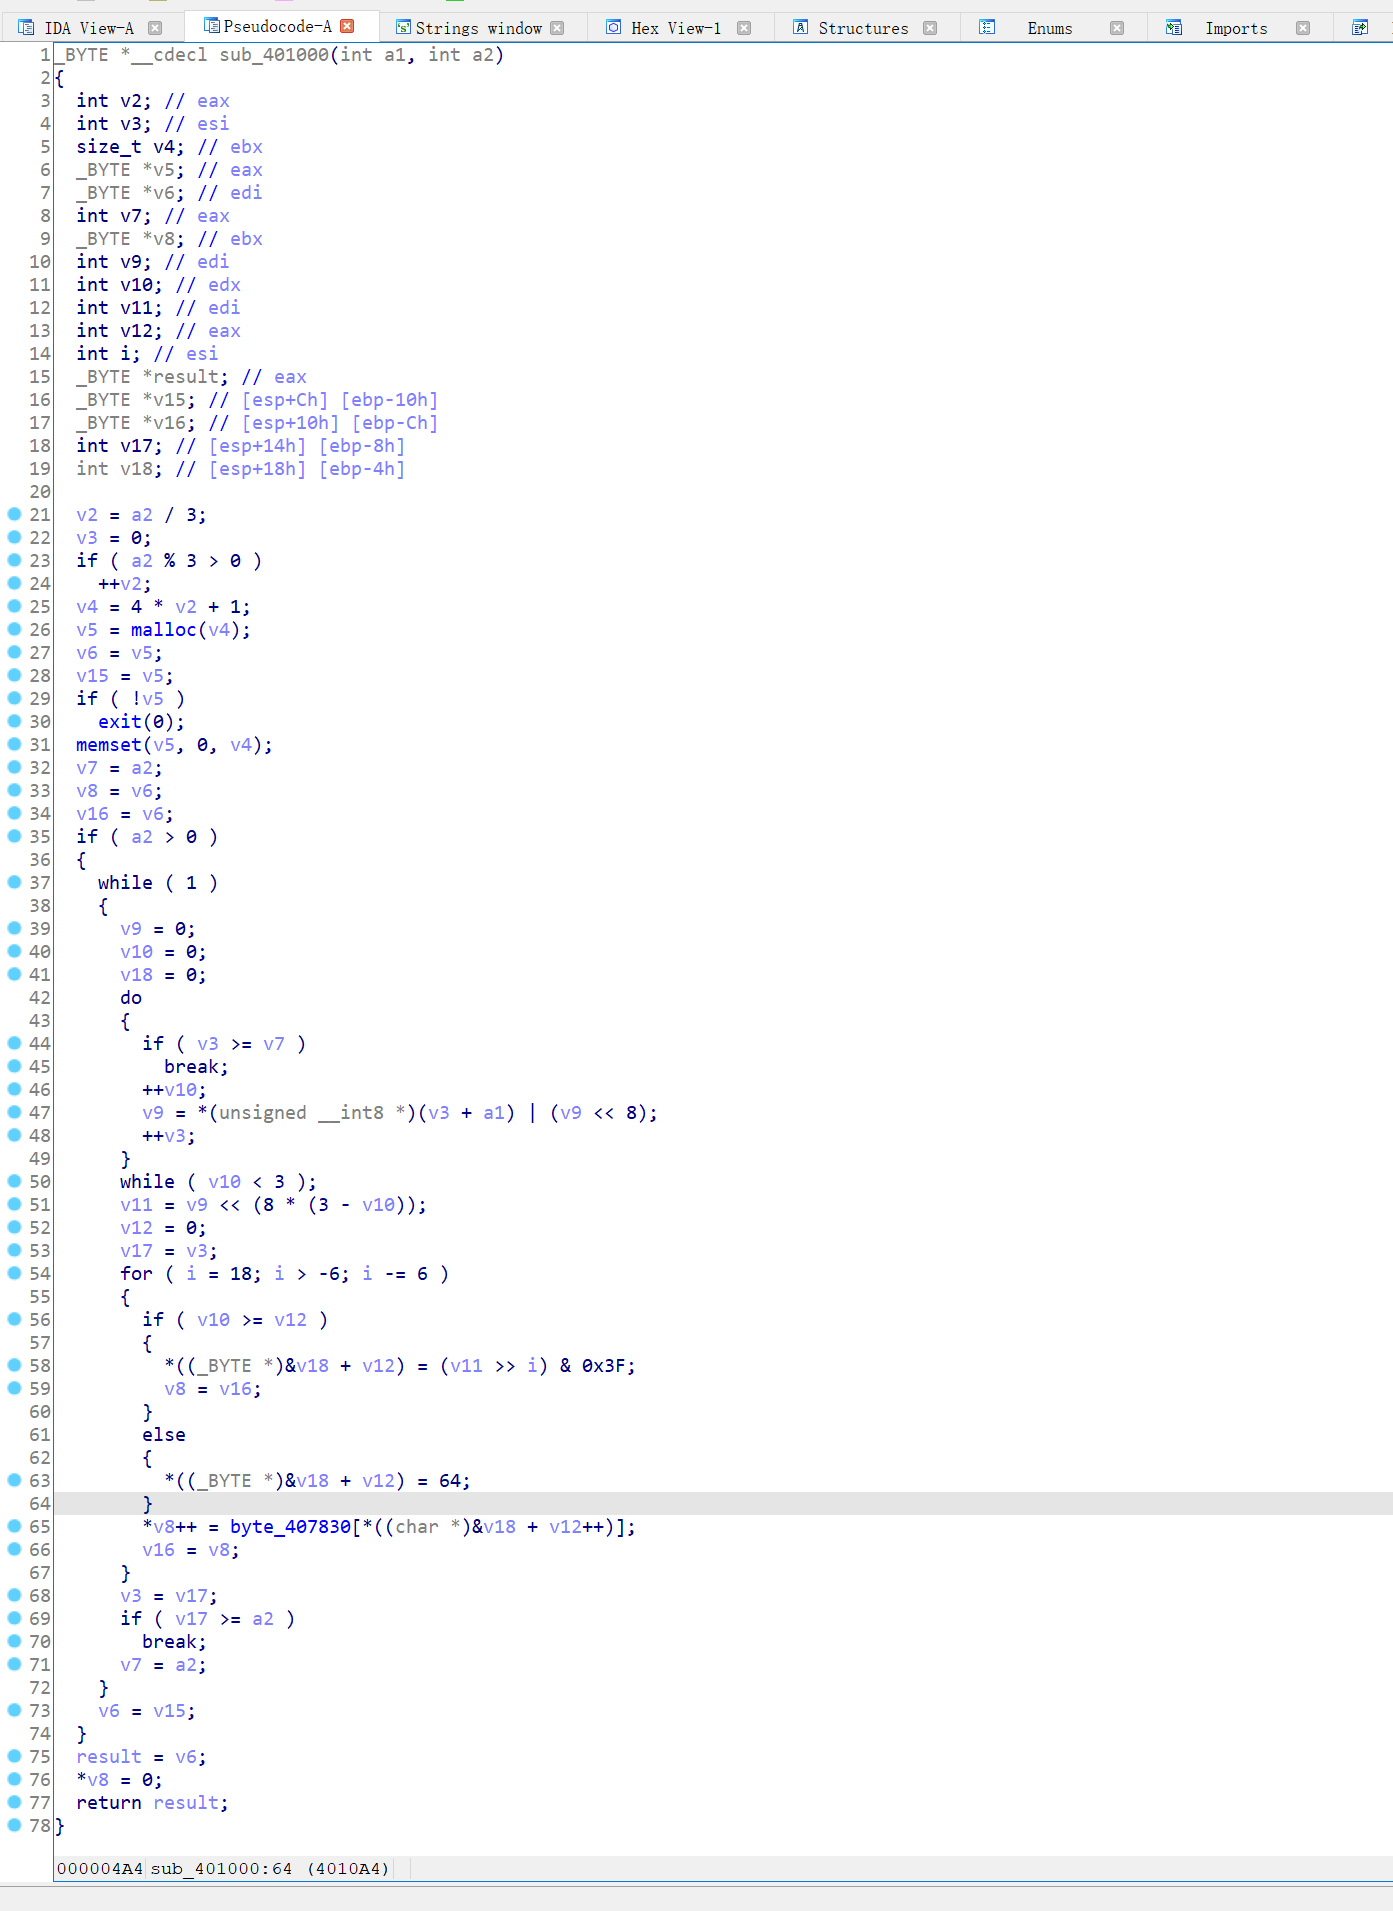 IDA View-A Pseudocode-A Strings window Hex View-1 Structures Enums Imports
1 _BYTE *__cdecl sub_401000(int a1, int a2)
2 {
3   int v2; // eax
4   int v3; // esi
5   size_t v4; // ebx
6   _BYTE *v5; // eax
7   _BYTE *v6; // edi
8   int v7; // eax
9   _BYTE *v8; // ebx
10   int v9; // edi
11   int v10; // edx
12   int v11; // edi
13   int v12; // eax
14   int i; // esi
15   _BYTE *result; // eax
16   _BYTE *v15; // [esp+Ch] [ebp-10h]
17   _BYTE *v16; // [esp+10h] [ebp-Ch]
18   int v17; // [esp+14h] [ebp-8h]
19   int v18; // [esp+18h] [ebp-4h]
20
21   v2 = a2 / 3;
22   v3 = 0;
23   if ( a2 % 3 > 0 )
24     ++v2;
25   v4 = 4 * v2 + 1;
26   v5 = malloc(v4);
27   v6 = v5;
28   v15 = v5;
29   if ( !v5 )
30     exit(0);
31   memset(v5, 0, v4);
32   v7 = a2;
33   v8 = v6;
34   v16 = v6;
35   if ( a2 > 0 )
36   {
37     while ( 1 )
38     {
39       v9 = 0;
40       v10 = 0;
41       v18 = 0;
42       do
43       {
44         if ( v3 >= v7 )
45           break;
46         ++v10;
47         v9 = *(unsigned __int8 *)(v3 + a1) | (v9 << 8);
48         ++v3;
49       }
50       while ( v10 < 3 );
51       v11 = v9 << (8 * (3 - v10));
52       v12 = 0;
53       v17 = v3;
54       for ( i = 18; i > -6; i -= 6 )
55       {
56         if ( v10 >= v12 )
57         {
58           *((_BYTE *)&v18 + v12) = (v11 >> i) & 0x3F;
59           v8 = v16;
60         }
61         else
62         {
63           *((_BYTE *)&v18 + v12) = 64;
64         }
65         *v8++ = byte_407830[*((char *)&v18 + v12++)];
66         v16 = v8;
67       }
68       v3 = v17;
69       if ( v17 >= a2 )
70         break;
71       v7 = a2;
72     }
73     v6 = v15;
74   }
75   result = v6;
76   *v8 = 0;
77   return result;
78 }
000004A4 sub_401000:64 (4010A4)